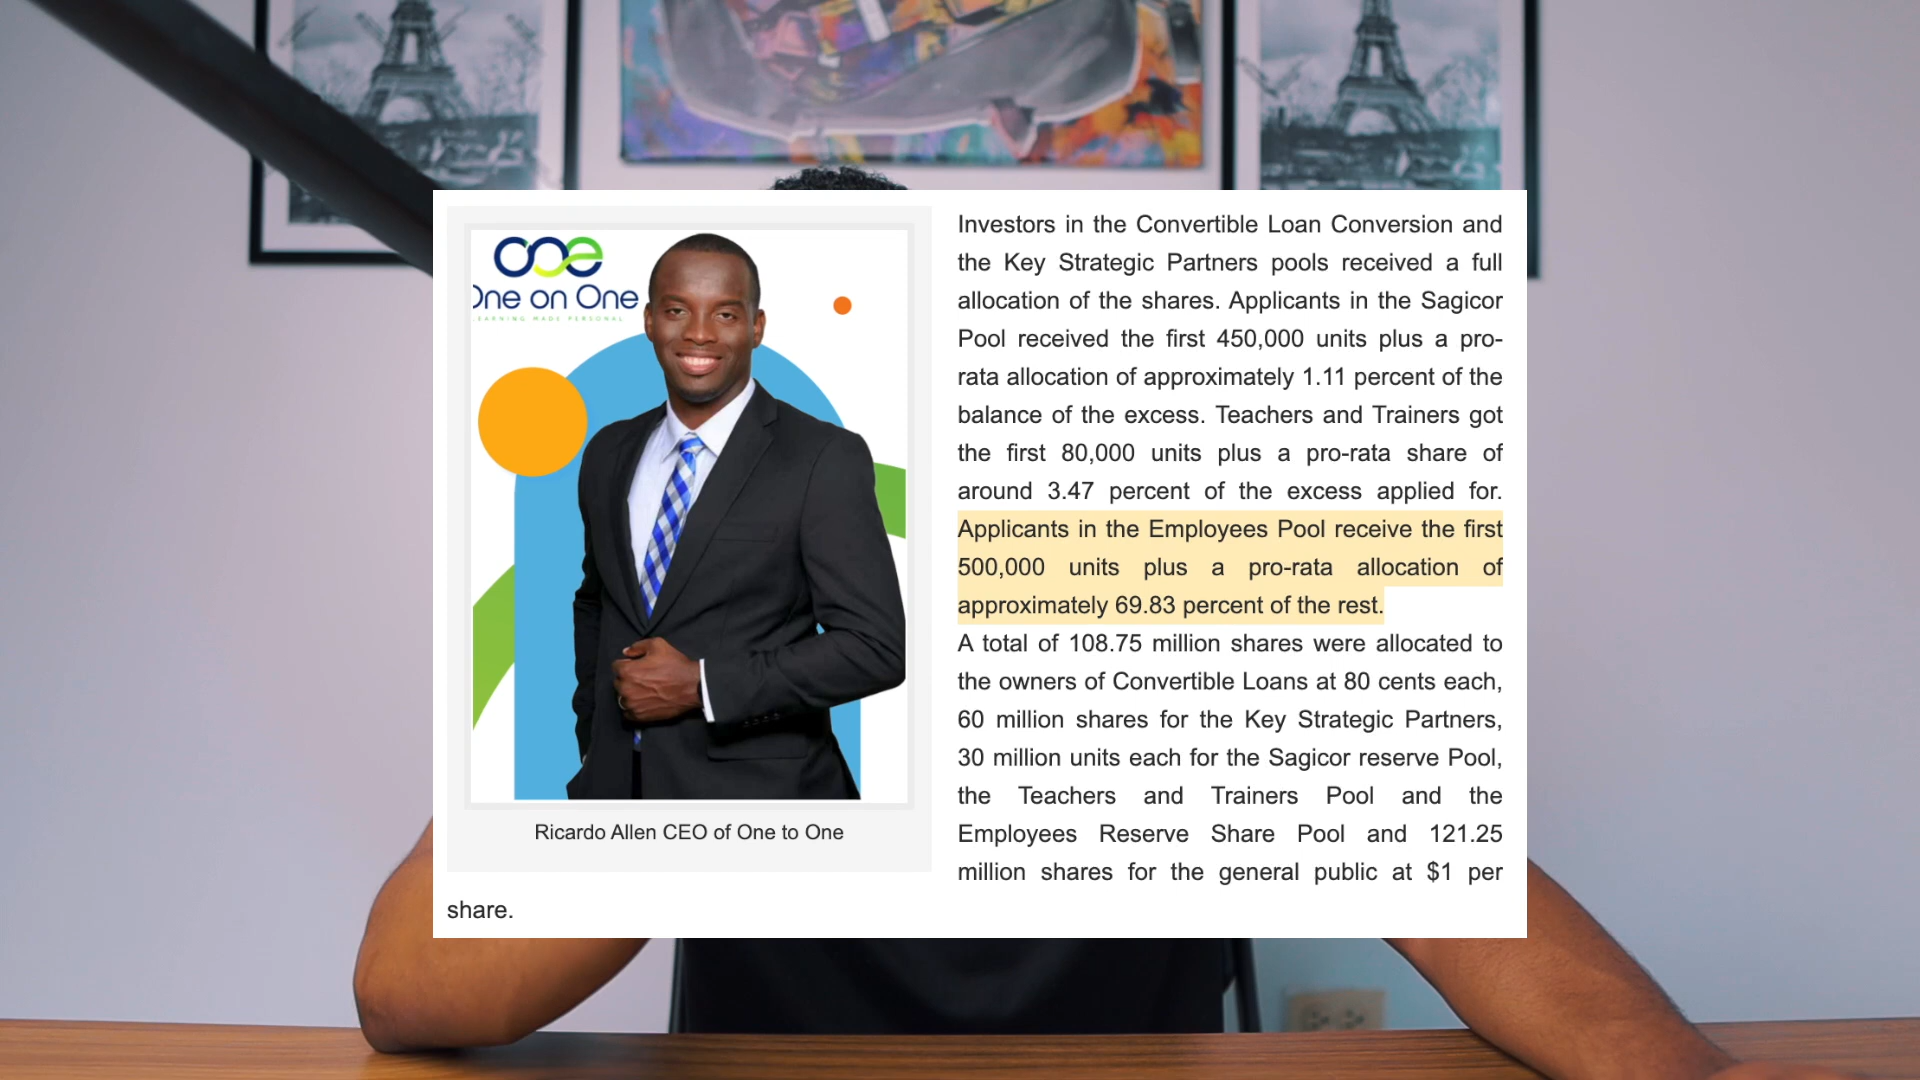 One on One
LEARNING MADE PERSONAL
Ricardo Allen CEO of One to One
Investors in the Convertible Loan Conversion and
the Key Strategic Partners pools received a full
allocation of the shares. Applicants in the Sagicor
Pool received the first 450,000 units plus a pro-
rata allocation of approximately 1.11 percent of the
balance of the excess. Teachers and Trainers got
the first 80,000 units plus a pro-rata share of
around 3.47 percent of the excess applied for.
Applicants in the Employees Pool receive the first
500,000 units plus a pro-rata allocation of
approximately 69.83 percent of the rest.
A total of 108.75 million shares were allocated to
the owners of Convertible Loans at 80 cents each,
60 million shares for the Key Strategic Partners,
30 million units each for the Sagicor reserve Pool,
the Teachers and Trainers Pool and the
Employees Reserve Share Pool and 121.25
million shares for the general public at $1 per
share.